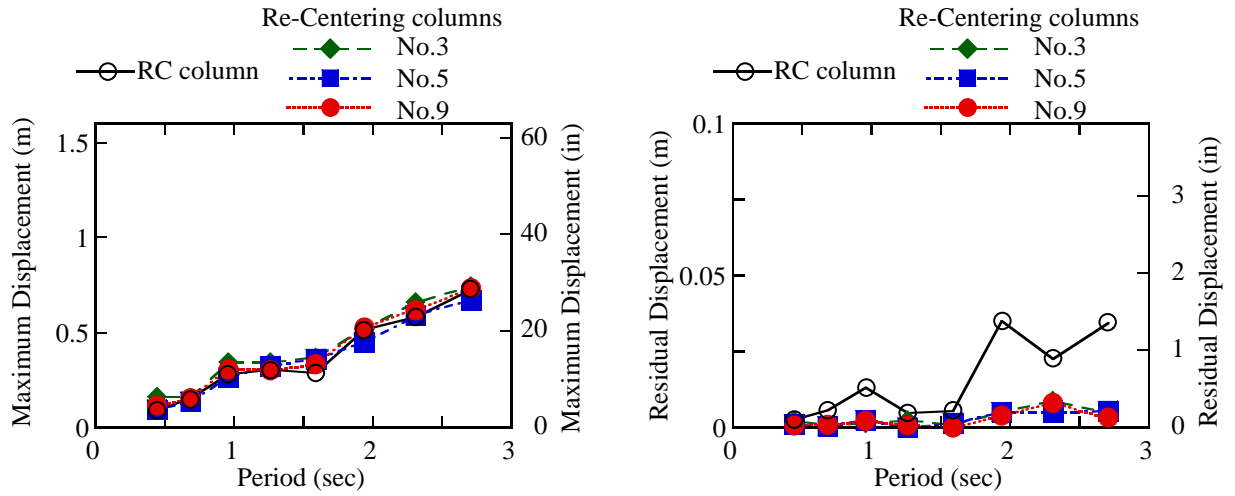 Re-Centering columns
No.3
RC column
No.5
No.9
Maximum Displacement (m)
1.5
1
0.5
0
60
40
20
0
Maximum Displacement (in)
0 1 2 3
Period (sec)
Re-Centering columns
No.3
RC column
No.5
No.9
Residual Displacement (m)
0.1
0.05
0
3
2
1
0
Residual Displacement (in)
0 1 2 3
Period (sec)